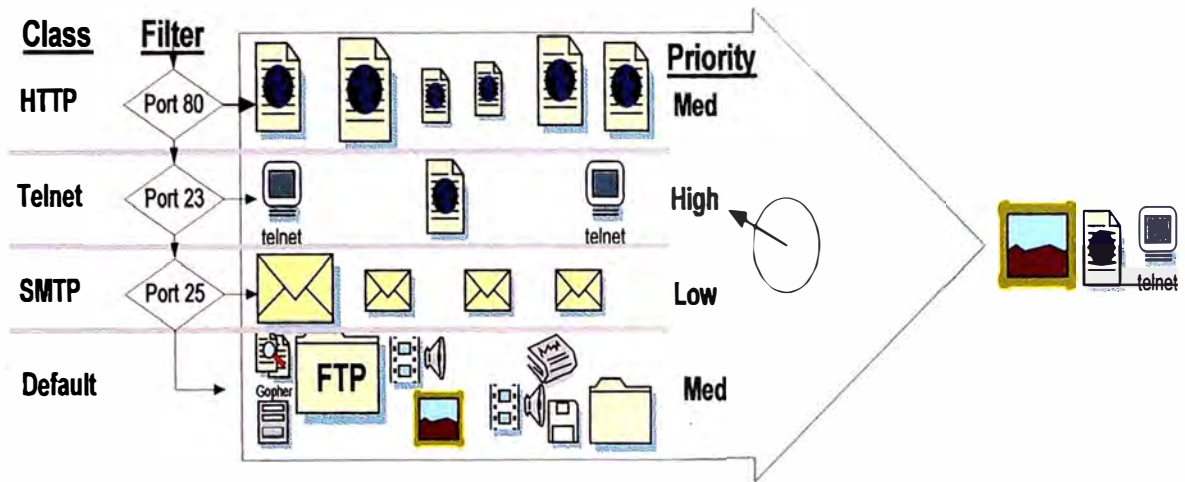 Class Filter Priority
HTTP Port 80 Med
Telnet Port 23 High
telnet telnet
SMTP Port 25 Low
Default Med
Gopher
FTP
telnet